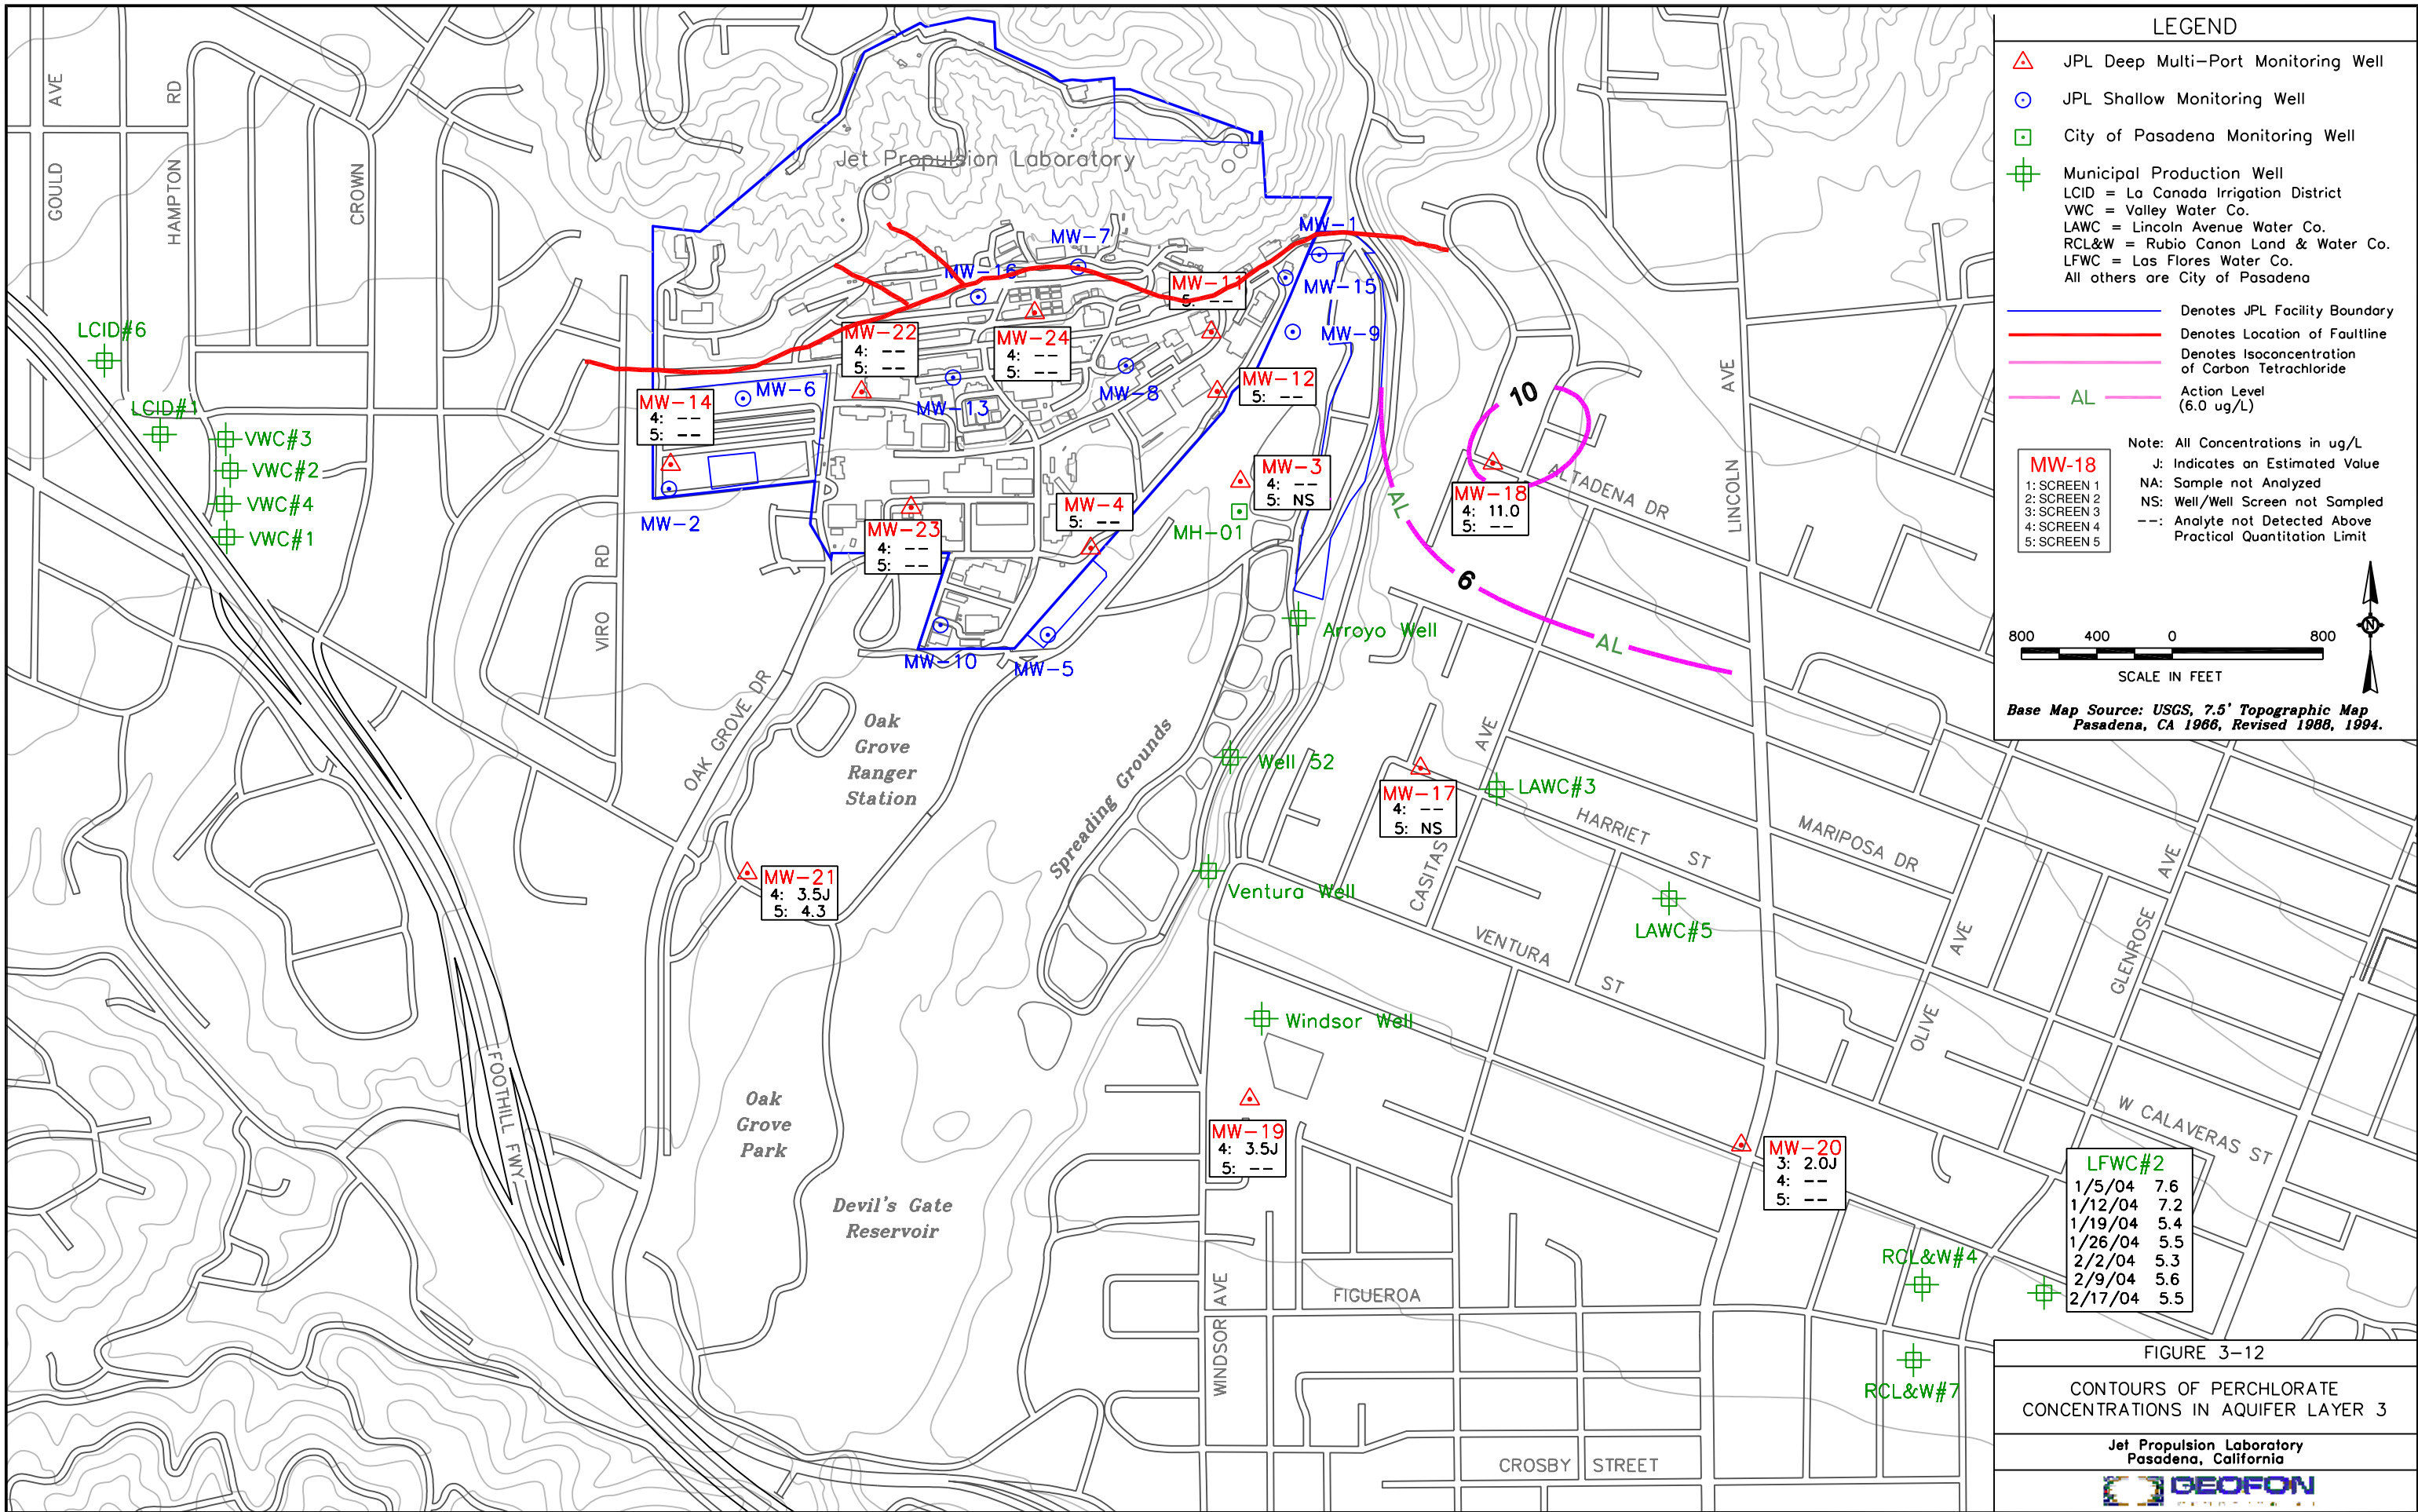 LEGEND
JPL Deep Multi-Port Monitoring Well
JPL Shallow Monitoring Well
City of Pasadena Monitoring Well
Municipal Production Well
LCID = La Canada Irrigation District
VWC = Valley Water Co.
LAWC = Lincoln Avenue Water Co.
RCL&W = Rubio Canon Land & Water Co.
LFWC = Las Flores Water Co.
All others are City of Pasadena
Denotes JPL Facility Boundary
Denotes Location of Faultline
Denotes Isoconcentration
of Carbon Tetrachloride
AL
Action Level
(6.0 ug/L)
Note: All Concentrations in ug/L
J: Indicates an Estimated Value
NA: Sample not Analyzed
NS: Well/Well Screen not Sampled
--: Analyte not Detected Above
Practical Quantitation Limit
MW-18
1: SCREEN 1
2: SCREEN 2
3: SCREEN 3
4: SCREEN 4
5: SCREEN 5
N
800 400 0 800
SCALE IN FEET
Base Map Source: USGS, 7.5' Topographic Map
Pasadena, CA 1966, Revised 1988, 1994.
GOULD AVE
HAMPTON RD
CROWN
Jet Propulsion Laboratory
MW-1
MW-7
MW-16
MW-11
5: --
MW-15
MW-9
LCID#6
LCID#1
VWC#3
VWC#2
VWC#4
VWC#1
MW-22
4: --
5: --
MW-24
4: --
5: --
MW-12
5: --
MW-14
4: --
5: --
MW-6
MW-13
MW-8
MW-2
MW-23
4: --
5: --
MW-4
5: --
MW-3
4: --
5: NS
MH-01
10
MW-18
4: 11.0
5: --
ALTADENA DR
LINCOLN AVE
AL
6
AL
VIRO RD
MW-10
MW-5
Arroyo Well
OAK GROVE DR
Oak
Grove
Ranger
Station
Spreading Grounds
Well 52
MW-17
4: --
5: NS
LAWC#3
CASITAS AVE
HARRIET ST
MARIPOSA DR
MW-21
4: 3.5J
5: 4.3
Ventura Well
LAWC#5
VENTURA ST
OLIVE AVE
GLENROSE AVE
Windsor Well
FOOTHILL FWY
Oak
Grove
Park
Devil's Gate
Reservoir
MW-19
4: 3.5J
5: --
MW-20
3: 2.0J
4: --
5: --
W CALAVERAS ST
LFWC#2
1/5/04 7.6
1/12/04 7.2
1/19/04 5.4
1/26/04 5.5
2/2/04 5.3
2/9/04 5.6
2/17/04 5.5
RCL&W#4
RCL&W#7
WINDSOR AVE
FIGUEROA
CROSBY STREET
FIGURE 3-12
CONTOURS OF PERCHLORATE
CONCENTRATIONS IN AQUIFER LAYER 3
Jet Propulsion Laboratory
Pasadena, California
GEOFON